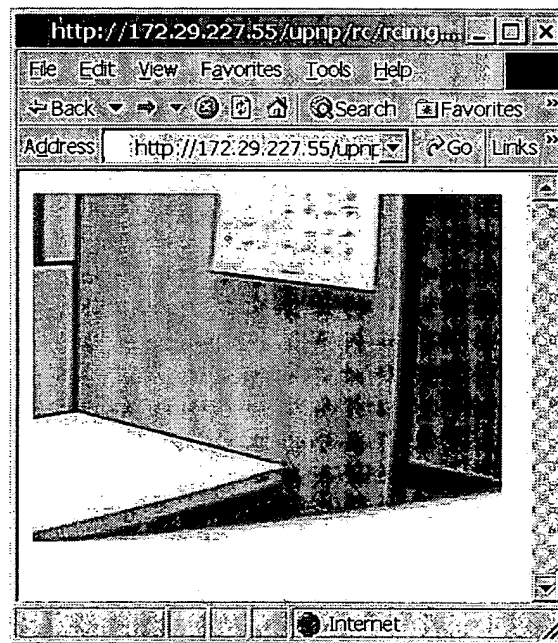 http://172.29.227.55/upnp/rc/rcimg....
File Edit View Favorites Tools Help
Back Search Favorites »
Address http://172.29.227.55/upnp Go Links »
Internet